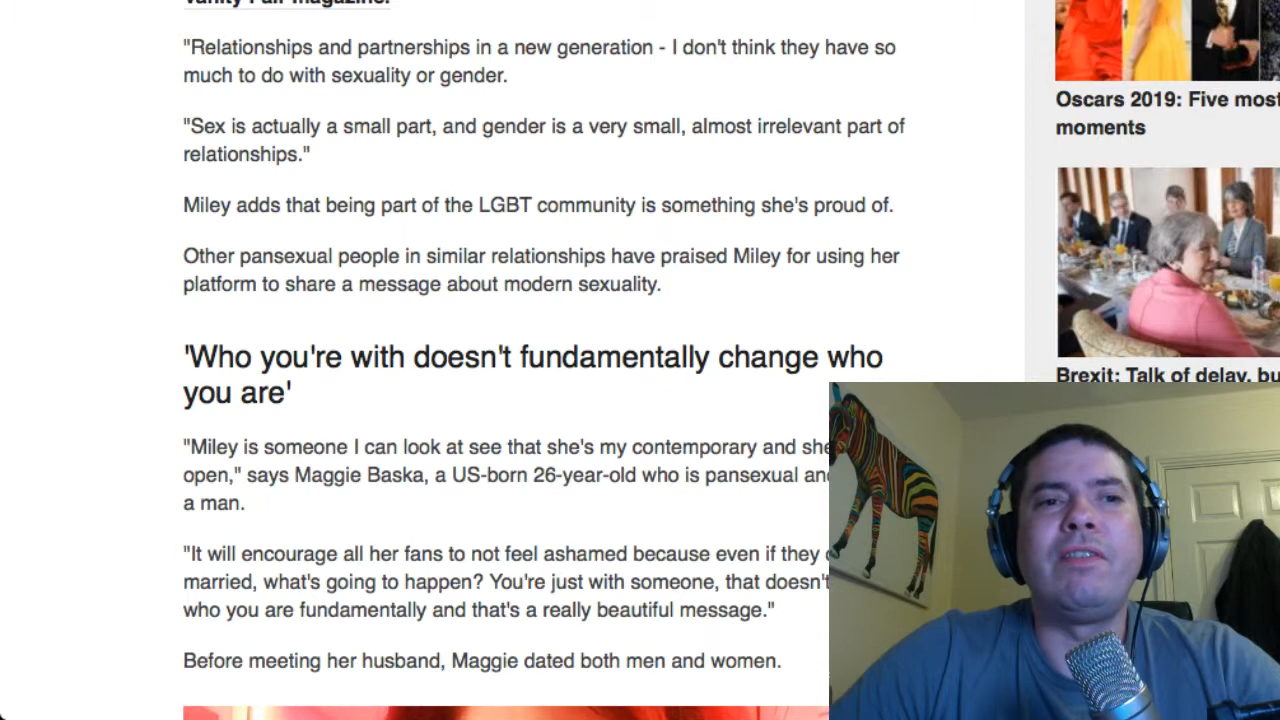 Vanity Fair magazine.
"Relationships and partnerships in a new generation - I don't think they have so
much to do with sexuality or gender.
"Sex is actually a small part, and gender is a very small, almost irrelevant part of
relationships."
Miley adds that being part of the LGBT community is something she's proud of.
Other pansexual people in similar relationships have praised Miley for using her
platform to share a message about modern sexuality.
'Who you're with doesn't fundamentally change who
you are'
"Miley is someone I can look at see that she's my contemporary and she
open," says Maggie Baska, a US-born 26-year-old who is pansexual
a man.
"It will encourage all her fans to not feel ashamed because even if they
married, what's going to happen? You're just with someone, that doesn't
who you are fundamentally and that's a really beautiful message."
Before meeting her husband, Maggie dated both men and women.
Oscars 2019: Five most
moments
Brexit: Talk of delay,